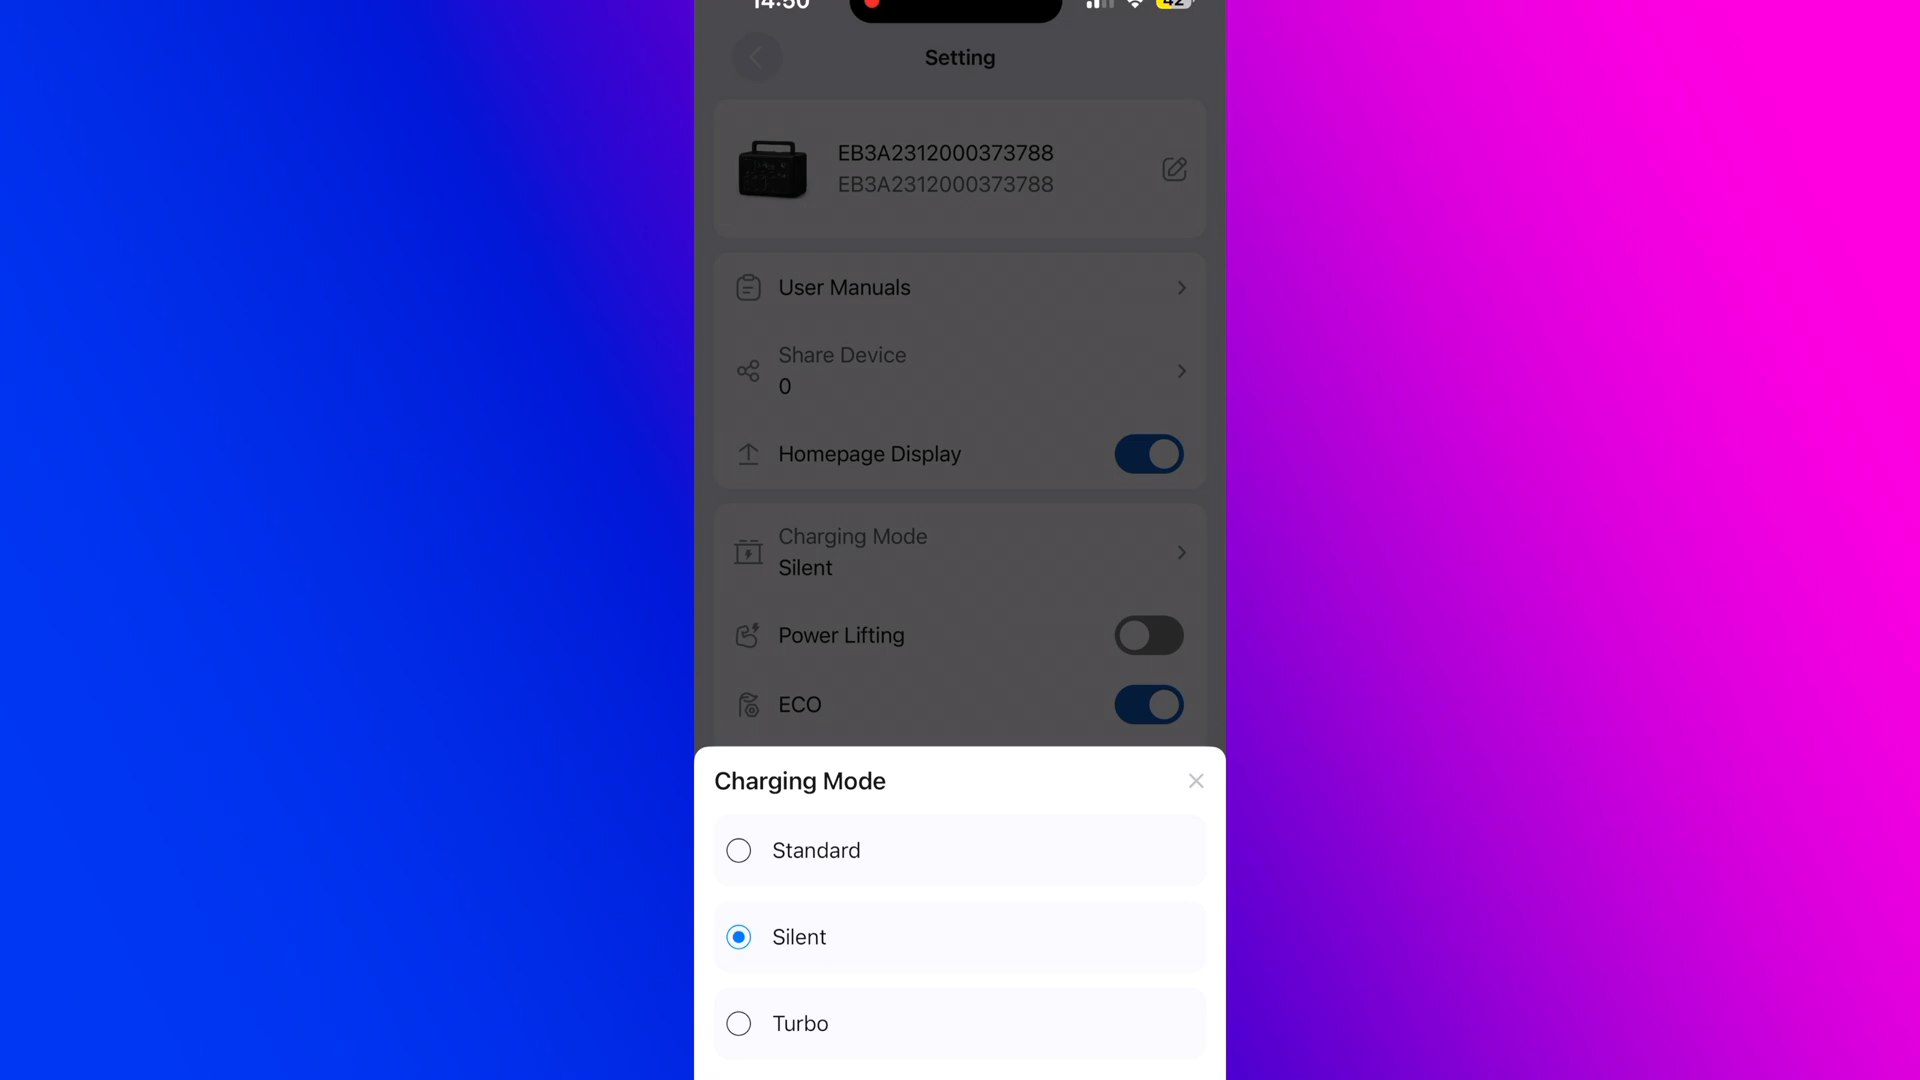 14:50
42
Setting
EB3A2312000373788
EB3A2312000373788
User Manuals
Share Device
0
Homepage Display
Charging Mode
Silent
Power Lifting
ECO
Charging Mode
Standard
Silent
Turbo